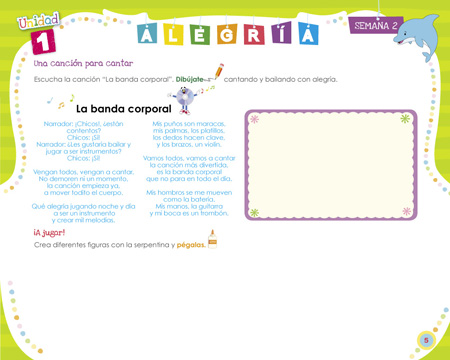 Unidad
1
ALEGRÍA
SEMANA 2
Una canción para cantar
Escucha la canción “La banda corporal”. Dibújate cantando y bailando con alegría.
La banda corporal
Narrador: ¡Chicos!, ¿están
contentos?
Chicos: ¡Sí!
Narrador: ¿Les gustaría bailar y
jugar a ser instrumentos?
Chicos: ¡Sí!
Vengan todos, vengan a cantar.
No demoren ni un momento,
la canción empieza ya,
a mover todito el cuerpo.
Qué alegría jugando noche y día
a ser un instrumento
y crear mil melodías.
Mis puños son maracas,
mis palmas, los platillos,
los dedos hacen clave,
y los brazos, un violín.
Vamos todos, vamos a cantar
la canción más divertida,
es la banda corporal
que no para en todo el día.
Mis hombros se me mueven
como la batería.
Mis manos, la guitarra
y mi boca es un trombón.
¡A jugar!
Crea diferentes figuras con la serpentina y pégalas.
5